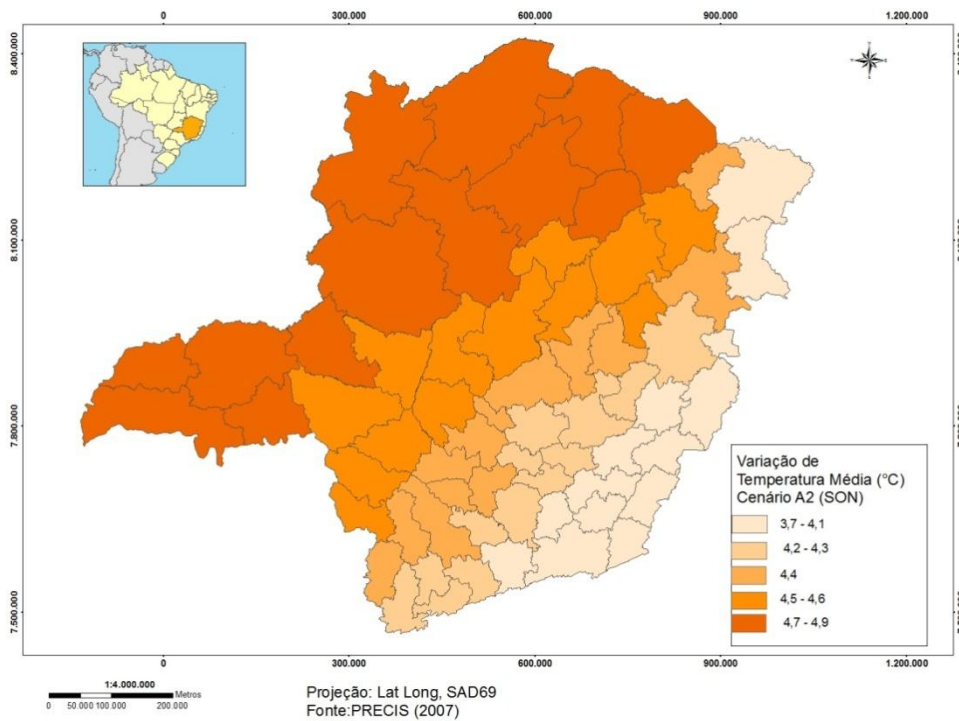 0 300.000 600.000 900.000 1.200.000
8.400.000
8.100.000
7.800.000
7.500.000
Variação de
Temperatura Média (°C)
Cenário A2 (SON)
3,7 - 4,1
4,2 - 4,3
4,4
4,5 - 4,6
4,7 - 4,9
0 300.000 600.000 900.000 1.200.000
1:4.000.000
Metros
0 50.000 100.000 200.000
Projeção: Lat Long, SAD69
Fonte:PRECIS (2007)